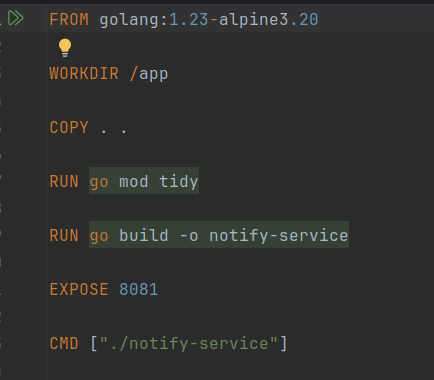 FROM golang:1.23-alpine3.20
WORKDIR /app
COPY . .
RUN go mod tidy
RUN go build -o notify-service
EXPOSE 8081
CMD ["./notify-service"]